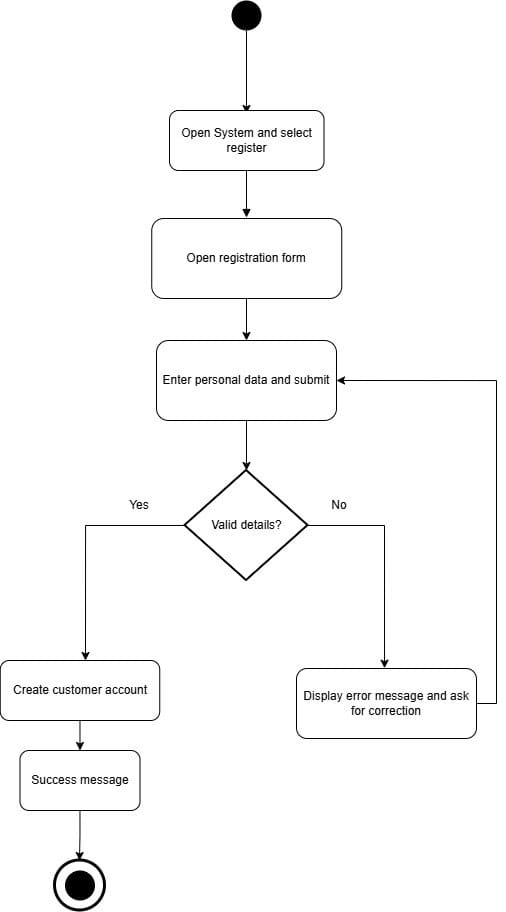 Open System and select
register
Open registration form
Enter personal data and submit
Valid details?
Yes
No
Create customer account
Display error message and ask
for correction
Success message